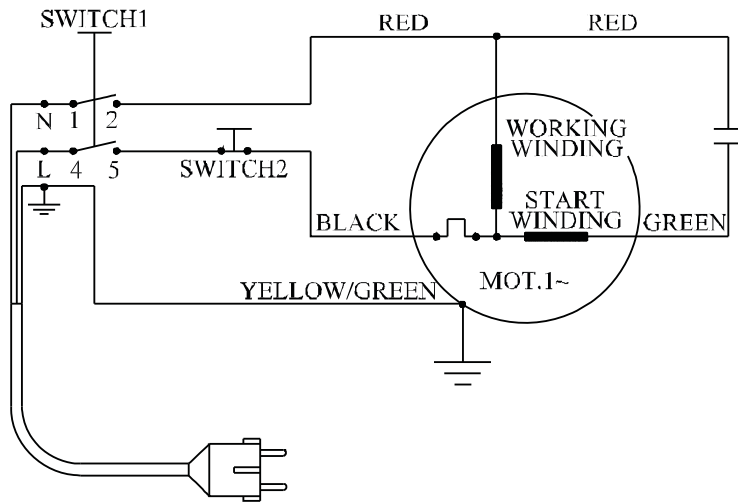 SWITCH1
RED
RED
N 1 2
WORKING
WINDING
L 4 5
SWITCH2
START
WINDING
BLACK
GREEN
MOT.1~
YELLOW/GREEN